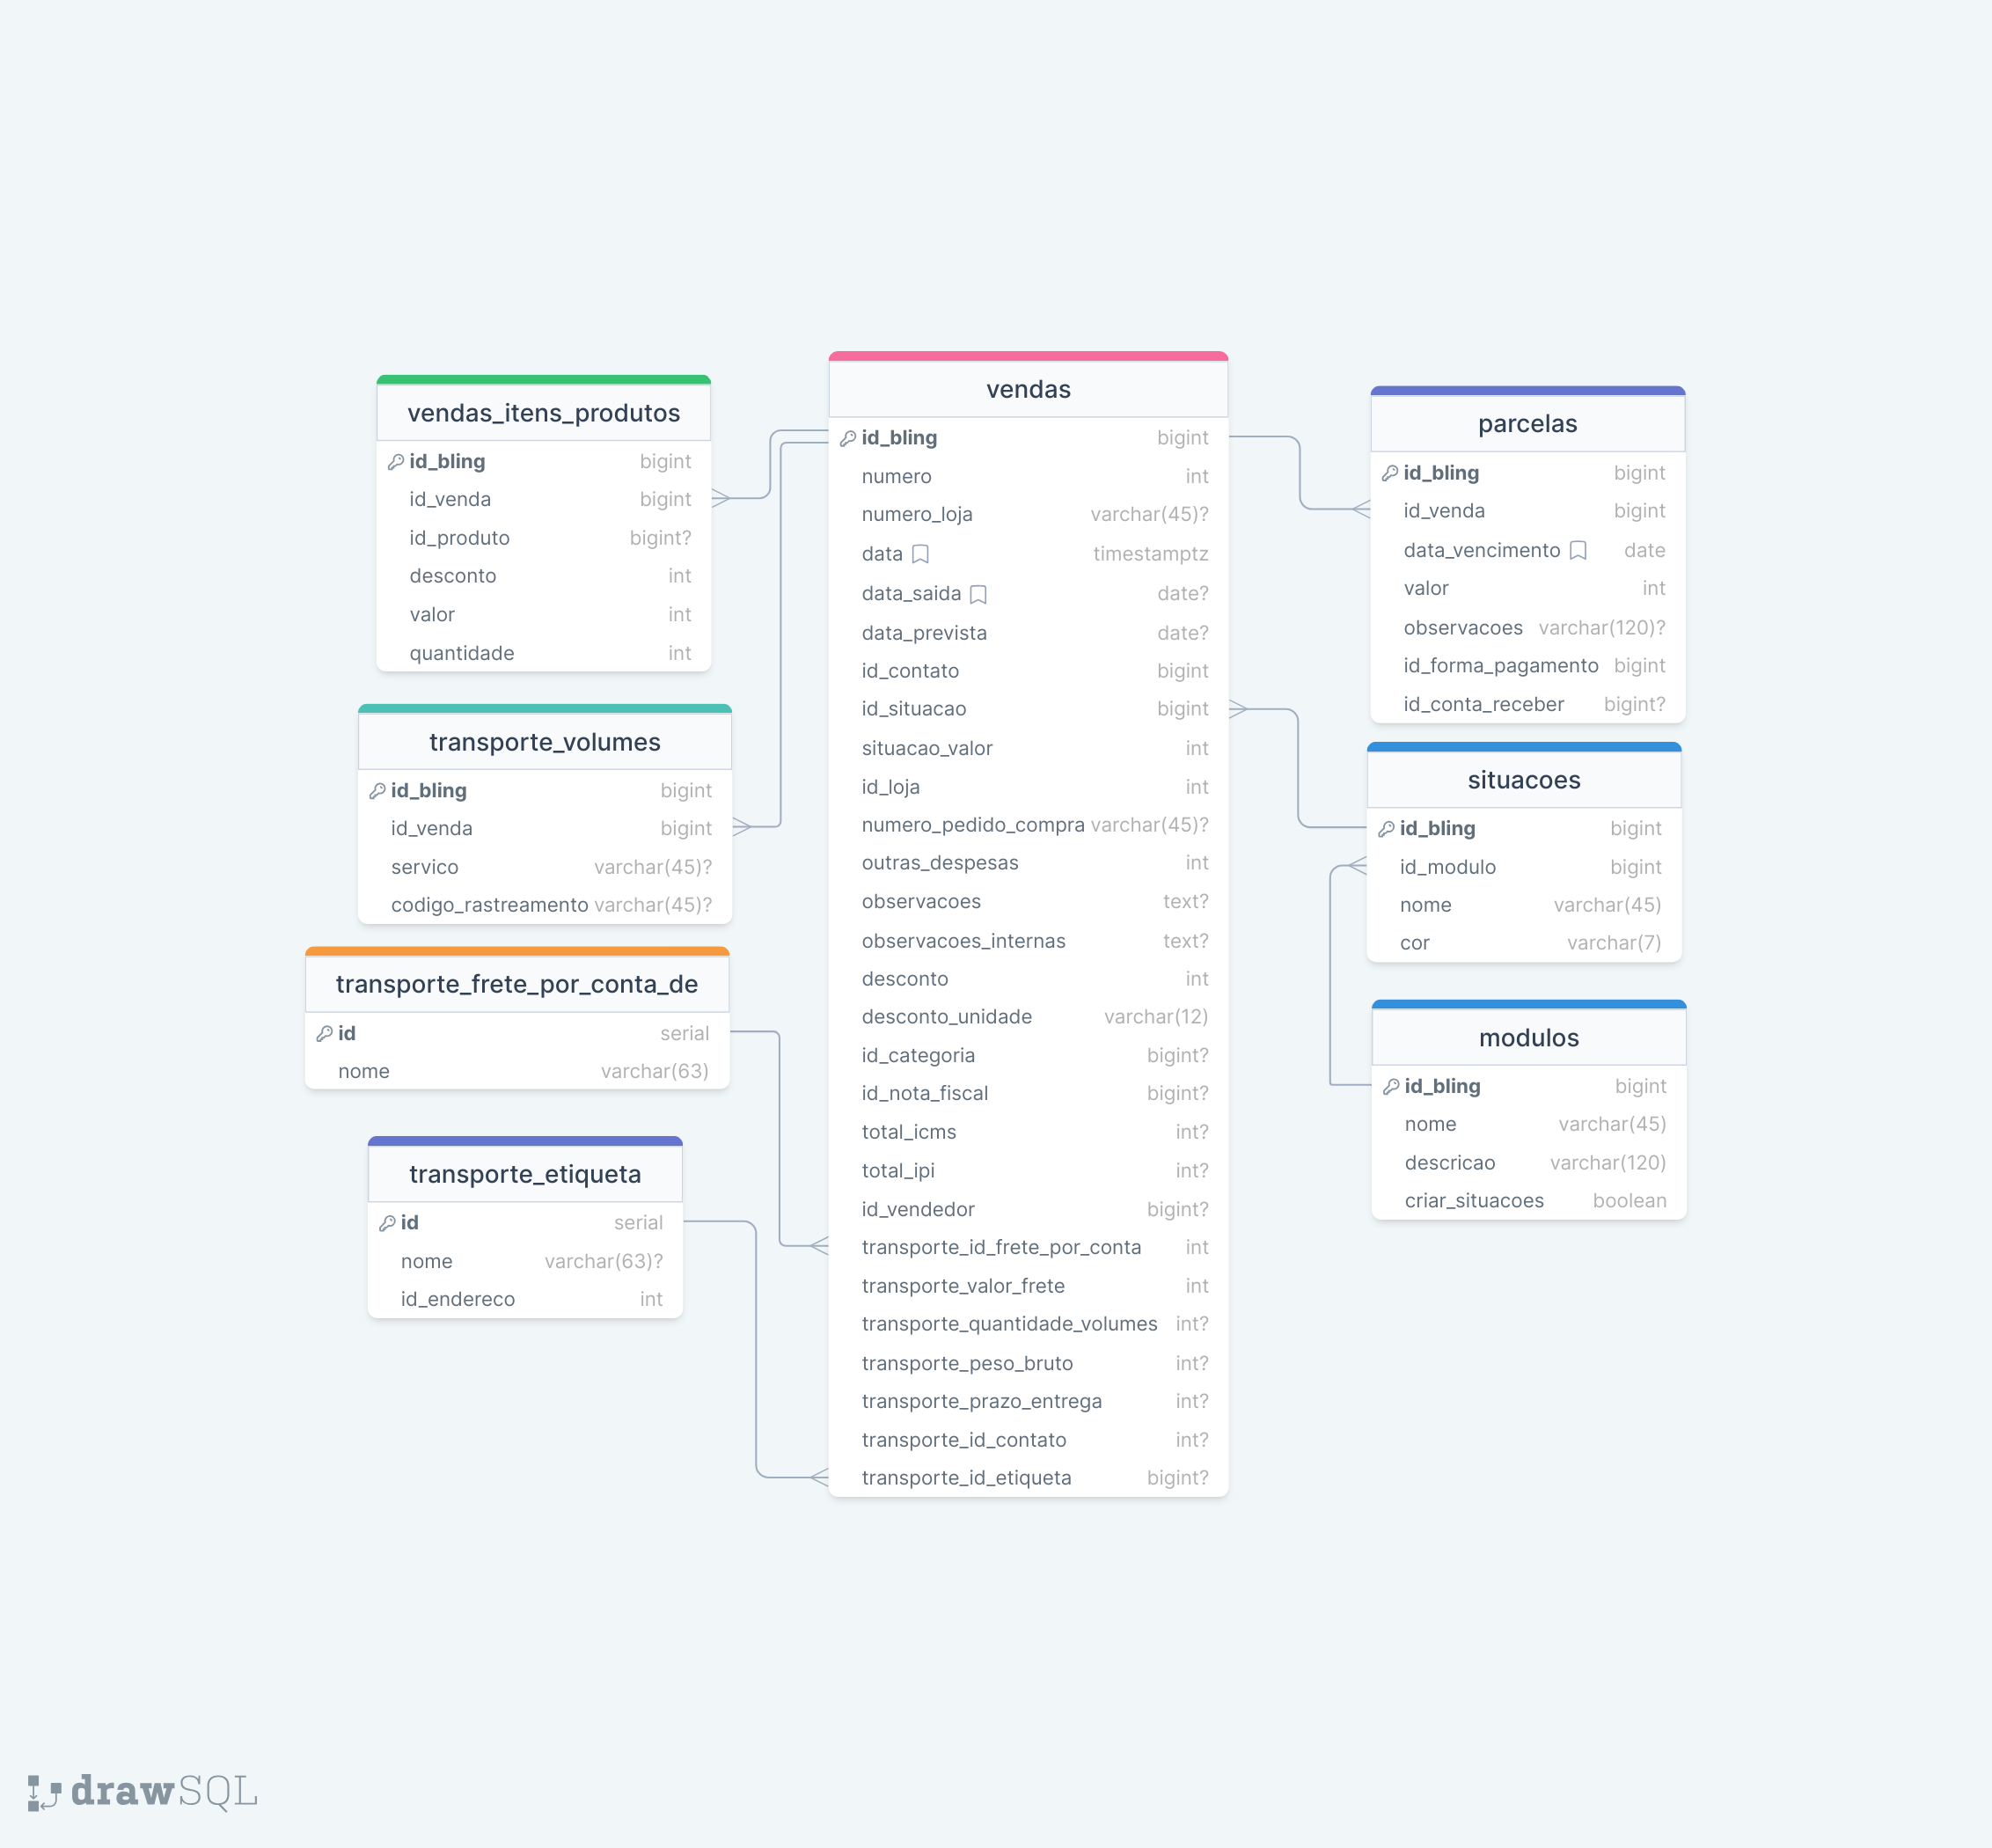 vendas_itens_produtos
id_bling bigint
id_venda bigint
id_produto bigint?
desconto int
valor int
quantidade int
transporte_volumes
id_bling bigint
id_venda bigint
servico varchar(45)?
codigo_rastreamento varchar(45)?
transporte_frete_por_conta_de
id serial
nome varchar(63)
transporte_etiqueta
id serial
nome varchar(63)?
id_endereco int
vendas
id_bling bigint
numero int
numero_loja varchar(45)?
data timestamptz
data_saida date?
data_prevista date?
id_contato bigint
id_situacao bigint
situacao_valor int
id_loja int
numero_pedido_compra varchar(45)?
outras_despesas int
observacoes text?
observacoes_internas text?
desconto int
desconto_unidade varchar(12)
id_categoria bigint?
id_nota_fiscal bigint?
total_icms int?
total_ipi int?
id_vendedor bigint?
transporte_id_frete_por_conta int
transporte_valor_frete int
transporte_quantidade_volumes int?
transporte_peso_bruto int?
transporte_prazo_entrega int?
transporte_id_contato int?
transporte_id_etiqueta bigint?
parcelas
id_bling bigint
id_venda bigint
data_vencimento date
valor int
observacoes varchar(120)?
id_forma_pagamento bigint
id_conta_receber bigint?
situacoes
id_bling bigint
id_modulo bigint
nome varchar(45)
cor varchar(7)
modulos
id_bling bigint
nome varchar(45)
descricao varchar(120)
criar_situacoes boolean
drawSQL